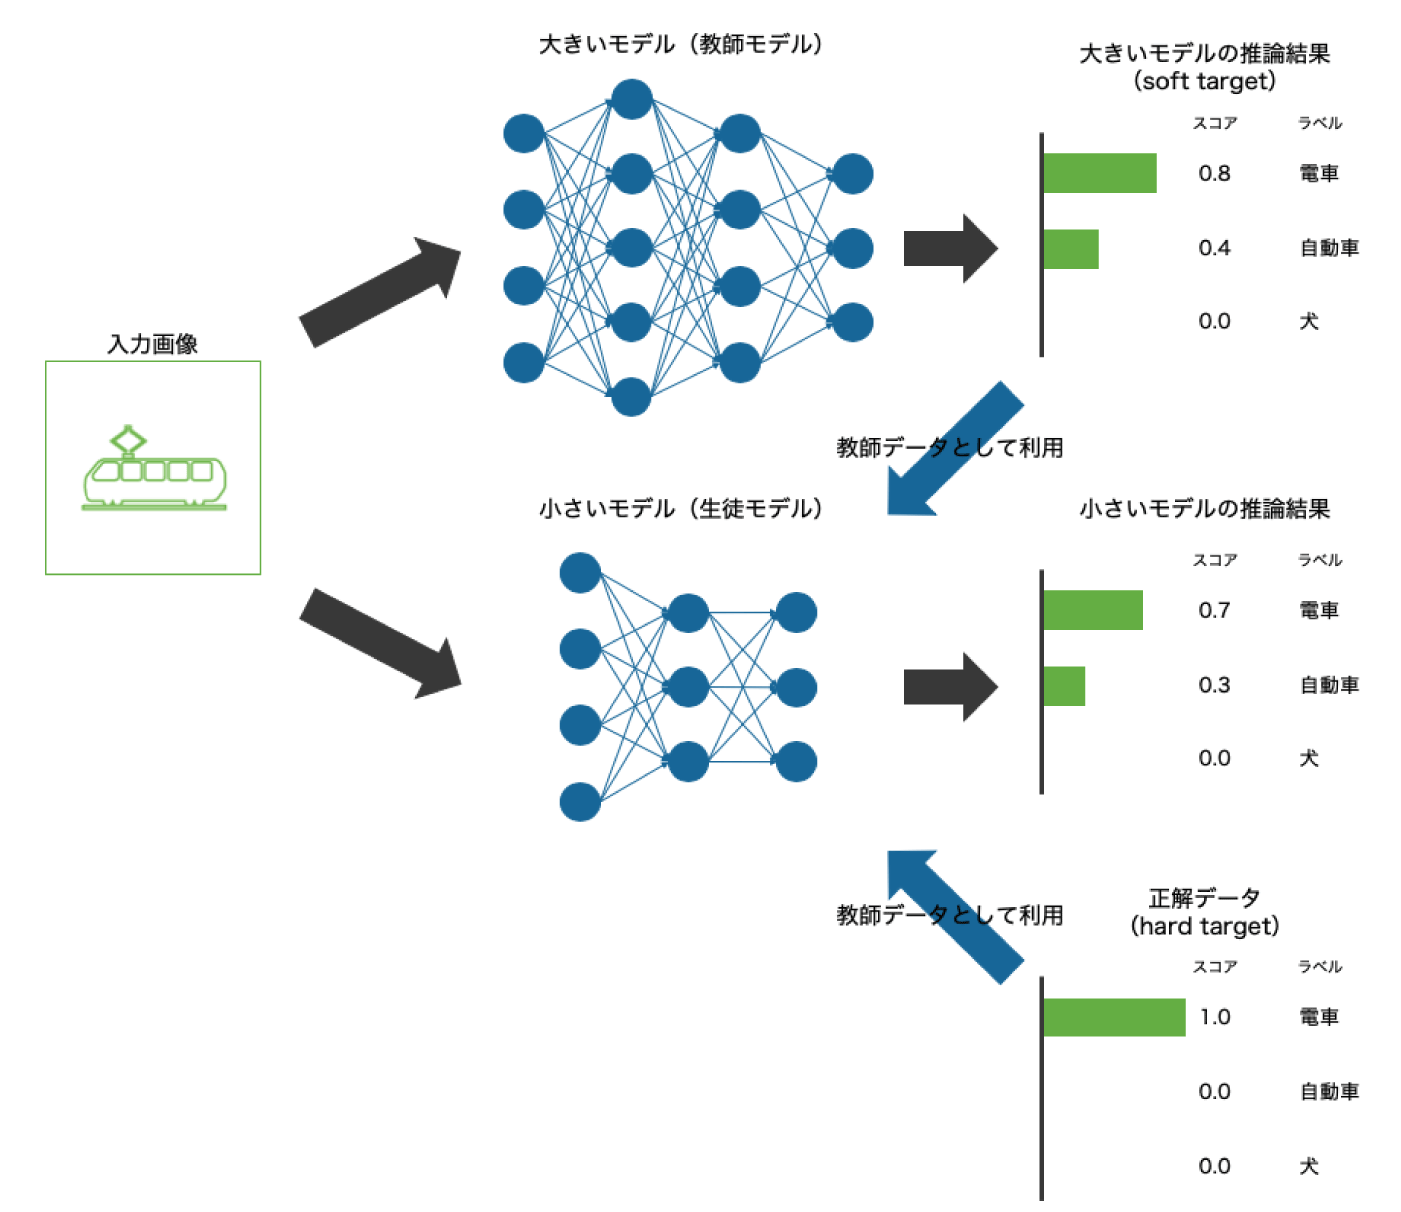 大きいモデル（教師モデル）
大きいモデルの推論結果
（soft target）
スコア ラベル
0.8 電車
0.4 自動車
0.0 犬
入力画像
教師データとして利用
小さいモデル（生徒モデル）
小さいモデルの推論結果
スコア ラベル
0.7 電車
0.3 自動車
0.0 犬
教師データとして利用
正解データ
（hard target）
スコア ラベル
1.0 電車
0.0 自動車
0.0 犬